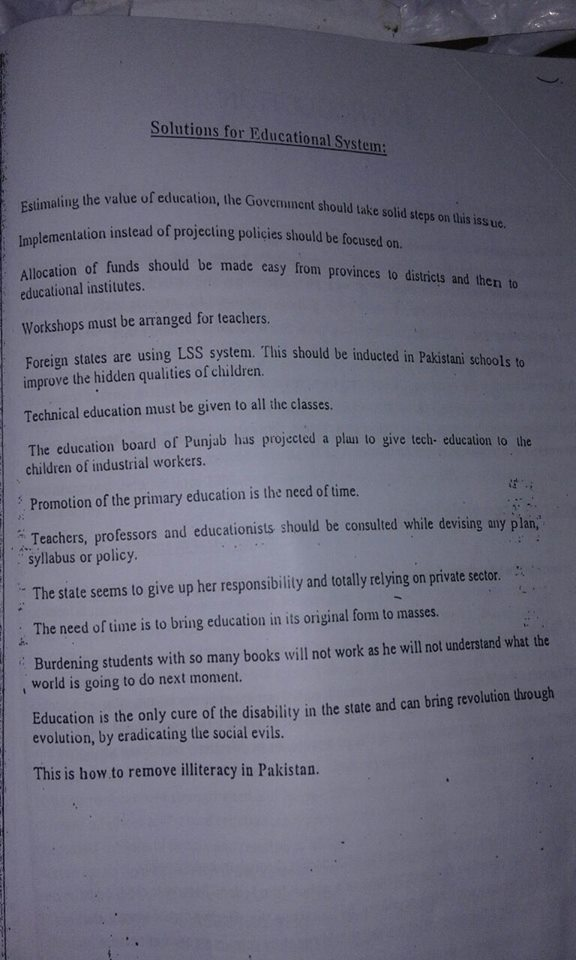 Solutions for Educational System:
Estimating the value of education, the Government should take solid steps on this issue.
Implementation instead of projecting policies should be focused on.
Allocation of funds should be made easy from provinces to districts and then to
educational institutes.
Workshops must be arranged for teachers.
Foreign states are using LSS system. This should be inducted in Pakistani schools to
improve the hidden qualities of children.
Technical education must be given to all the classes.
The education board of Punjab has projected a plan to give tech- education to the
children of industrial workers.
Promotion of the primary education is the need of time.
Teachers, professors and educationists should be consulted while devising any plan,
syllabus or policy.
The state seems to give up her responsibility and totally relying on private sector.
The need of time is to bring education in its original form to masses.
Burdening students with so many books will not work as he will not understand what the
world is going to do next moment.
Education is the only cure of the disability in the state and can bring revolution through
evolution, by eradicating the social evils.
This is how to remove illiteracy in Pakistan.